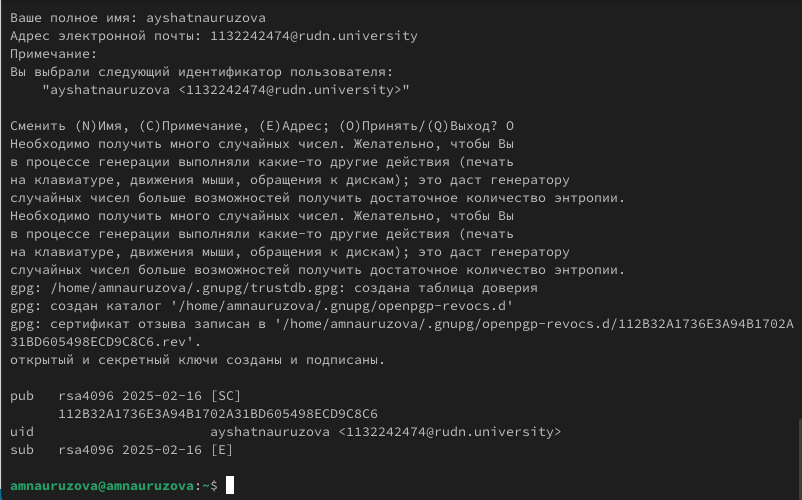 Ваше полное имя: ayshatnauruzova
Адрес электронной почты: 1132242474@rudn.university
Примечание:
Вы выбрали следующий идентификатор пользователя:
    "ayshatnauruzova <1132242474@rudn.university>"

Сменить (N)Имя, (C)Примечание, (E)Адрес; (O)Принять/(Q)Выход? O
Необходимо получить много случайных чисел. Желательно, чтобы Вы
в процессе генерации выполняли какие-то другие действия (печать
на клавиатуре, движения мыши, обращения к дискам); это даст генератору
случайных чисел больше возможностей получить достаточное количество энтропии.
Необходимо получить много случайных чисел. Желательно, чтобы Вы
в процессе генерации выполняли какие-то другие действия (печать
на клавиатуре, движения мыши, обращения к дискам); это даст генератору
случайных чисел больше возможностей получить достаточное количество энтропии.
gpg: /home/amnauruzova/.gnupg/trustdb.gpg: создана таблица доверия
gpg: создан каталог '/home/amnauruzova/.gnupg/openpgp-revocs.d'
gpg: сертификат отзыва записан в '/home/amnauruzova/.gnupg/openpgp-revocs.d/112B32A1736E3A94B1702A
31BD605498ECD9C8C6.rev'.
открытый и секретный ключи созданы и подписаны.

pub   rsa4096 2025-02-16 [SC]
      112B32A1736E3A94B1702A31BD605498ECD9C8C6
uid                      ayshatnauruzova <1132242474@rudn.university>
sub   rsa4096 2025-02-16 [E]

amnauruzova@amnauruzova:~$